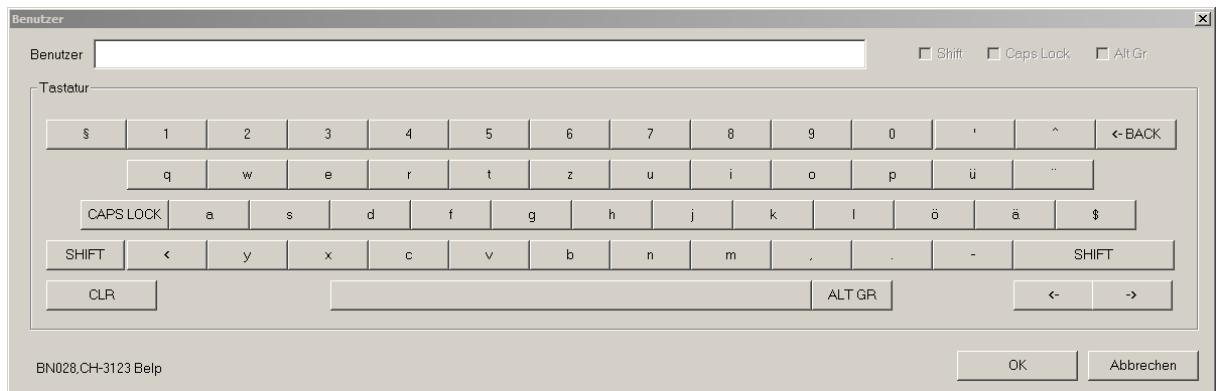 Benutzer
Benutzer Shift Caps Lock Alt Gr
Tastatur
§ 1 2 3 4 5 6 7 8 9 0 ' ^ <- BACK
q w e r t z u i o p ü ¨
CAPS LOCK a s d f g h j k l ö ä $
SHIFT < y x c v b n m , . - SHIFT
CLR ALT GR <- ->
BN028,CH-3123 Belp OK Abbrechen